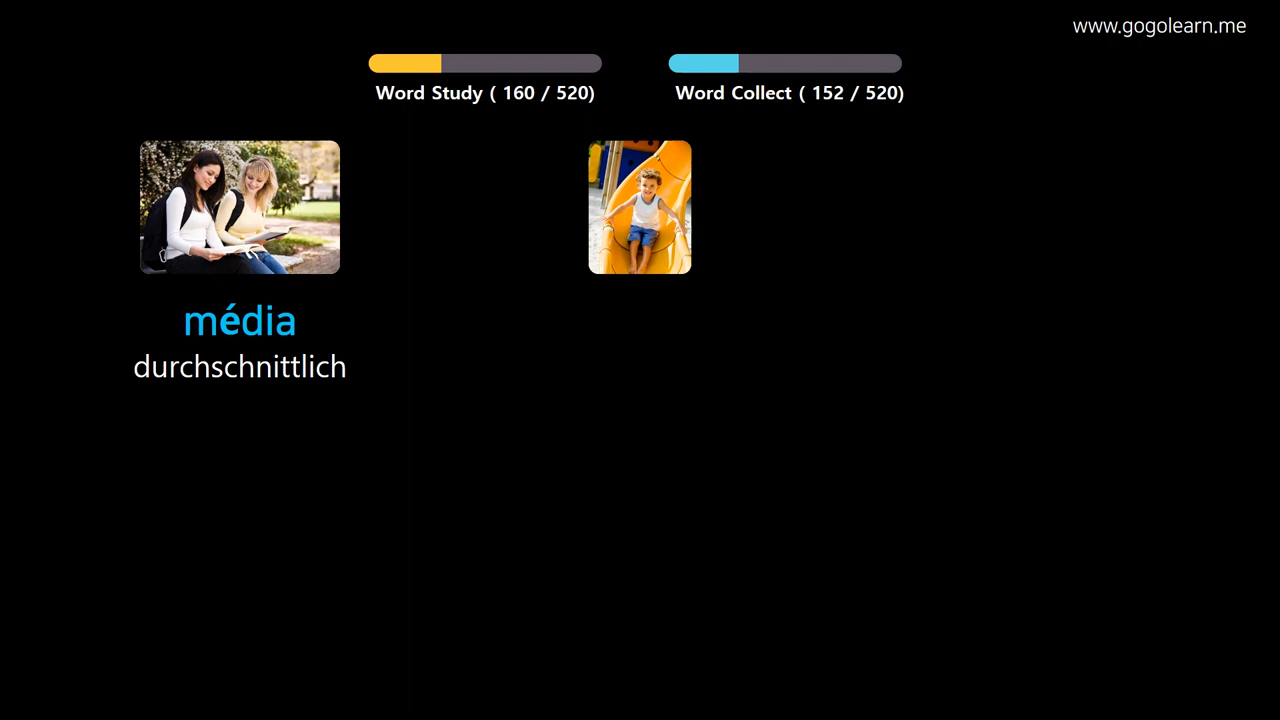 www.gogolearn.me
Word Study ( 160 / 520)
Word Collect ( 152 / 520)
média
durchschnittlich